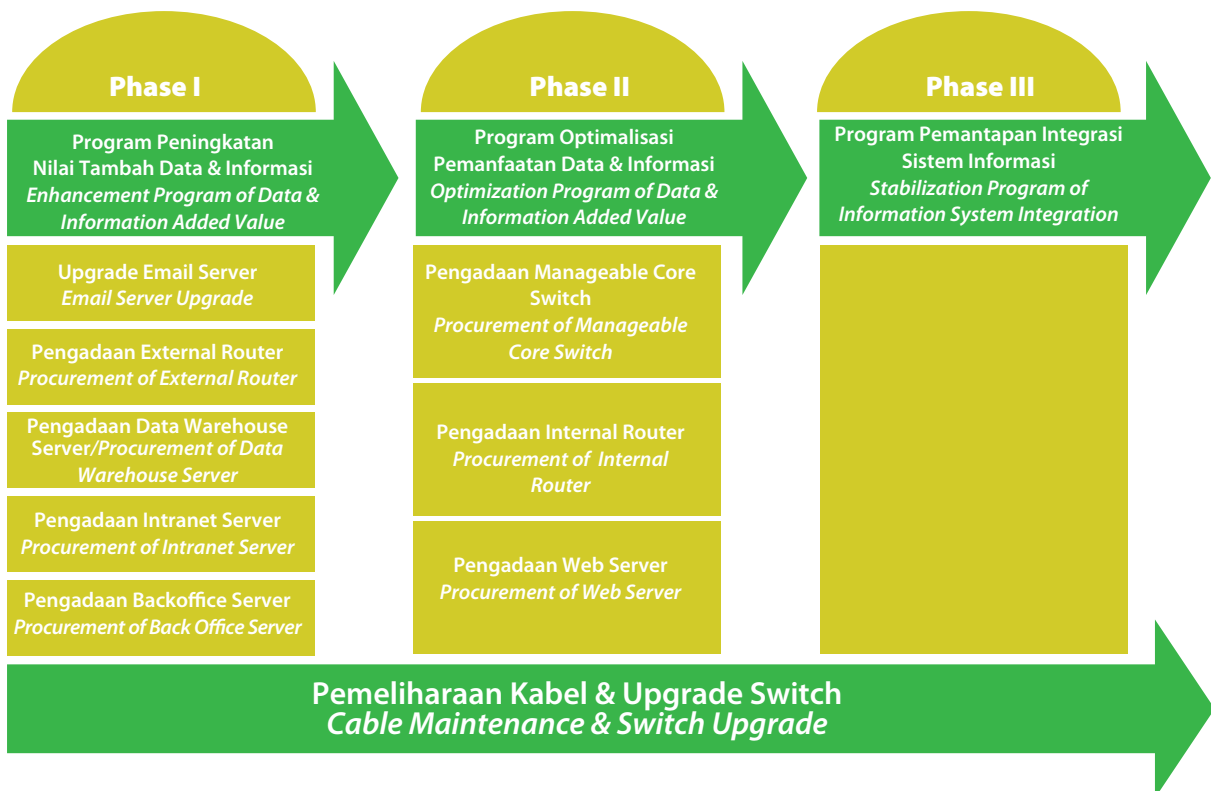 Phase I
Program Peningkatan
Nilai Tambah Data & Informasi
Enhancement Program of Data &
Information Added Value
Upgrade Email Server
Email Server Upgrade
Pengadaan External Router
Procurement of External Router
Pengadaan Data Warehouse
Server/Procurement of Data
Warehouse Server
Pengadaan Intranet Server
Procurement of Intranet Server
Pengadaan Backoffice Server
Procurement of Back Office Server
Phase II
Program Optimalisasi
Pemanfaatan Data & Informasi
Optimization Program of Data &
Information Added Value
Pengadaan Manageable Core
Switch
Procurement of Manageable
Core Switch
Pengadaan Internal Router
Procurement of Internal
Router
Pengadaan Web Server
Procurement of Web Server
Phase III
Program Pemantapan Integrasi
Sistem Informasi
Stabilization Program of
Information System Integration
Pemeliharaan Kabel & Upgrade Switch
Cable Maintenance & Switch Upgrade